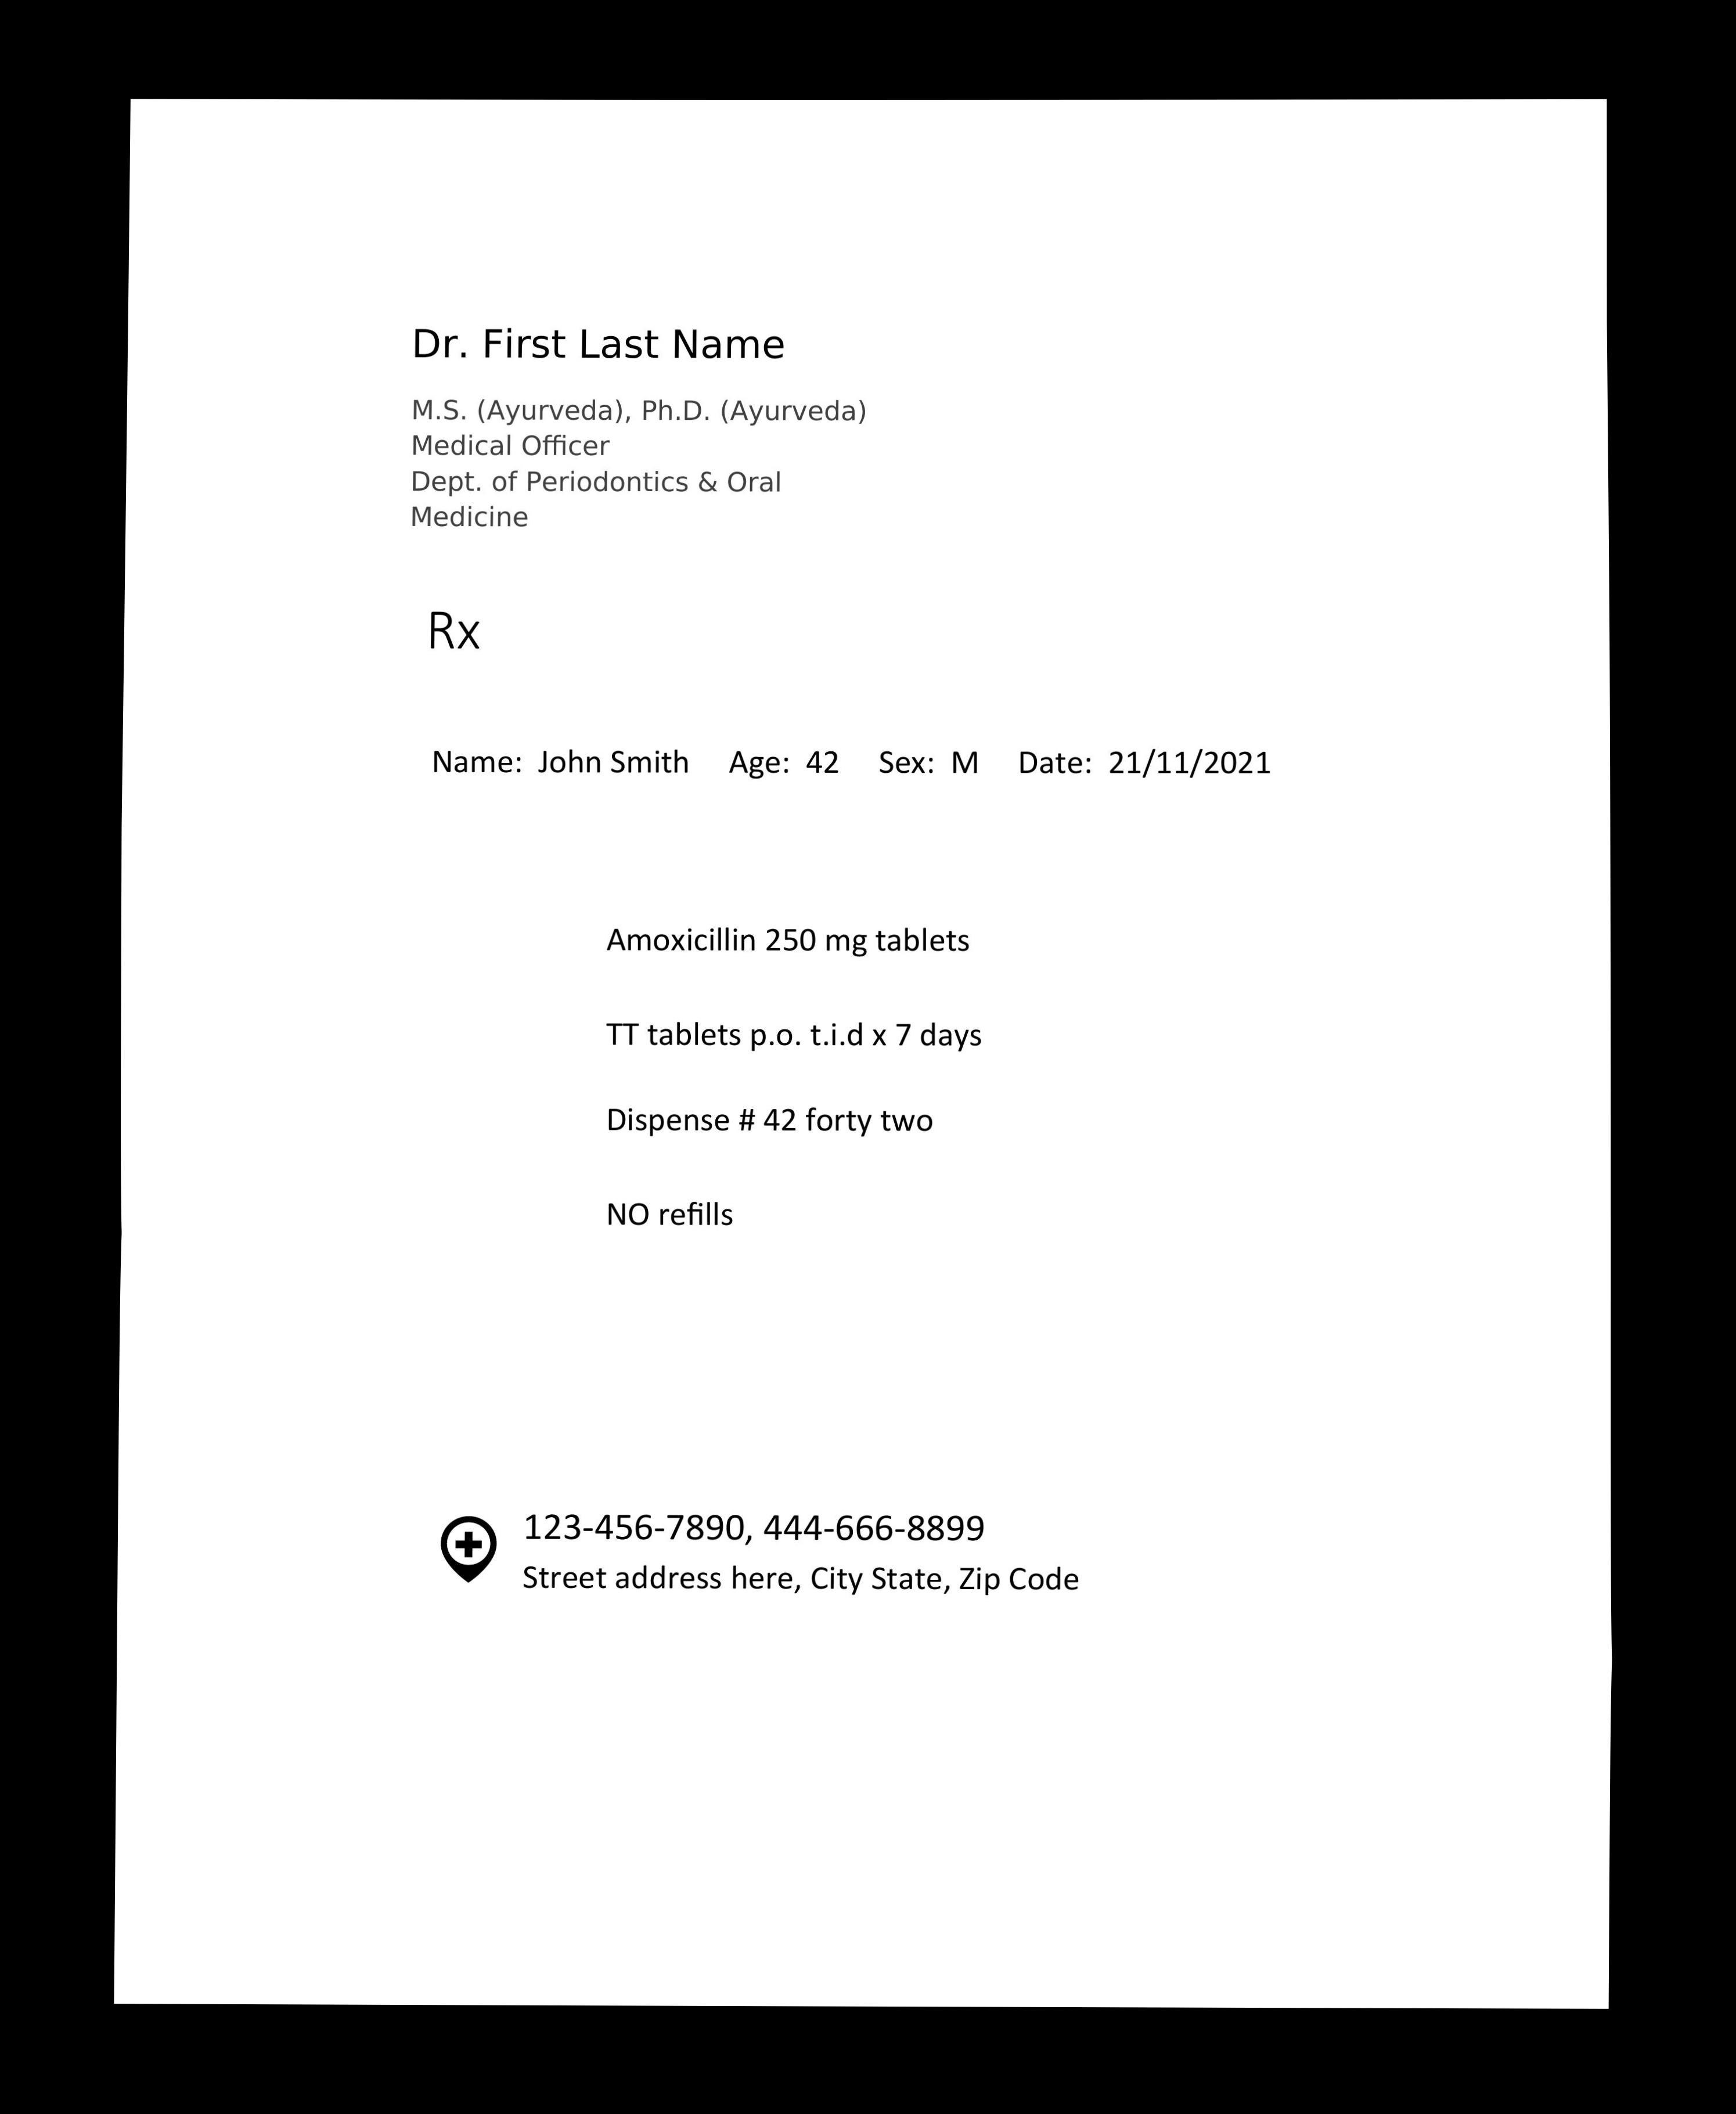 Dr. First Last Name
M.S. (Ayurveda), Ph.D. (Ayurveda)
Medical Officer
Dept. of Periodontics & Oral
Medicine
Rx
Name: John Smith Age: 42 Sex: M Date: 21/11/2021
Amoxicillin 250 mg tablets
TT tablets p.o. t.i.d x 7 days
Dispense # 42 forty two
NO refills
123-456-7890, 444-666-8899
Street address here, City State, Zip Code